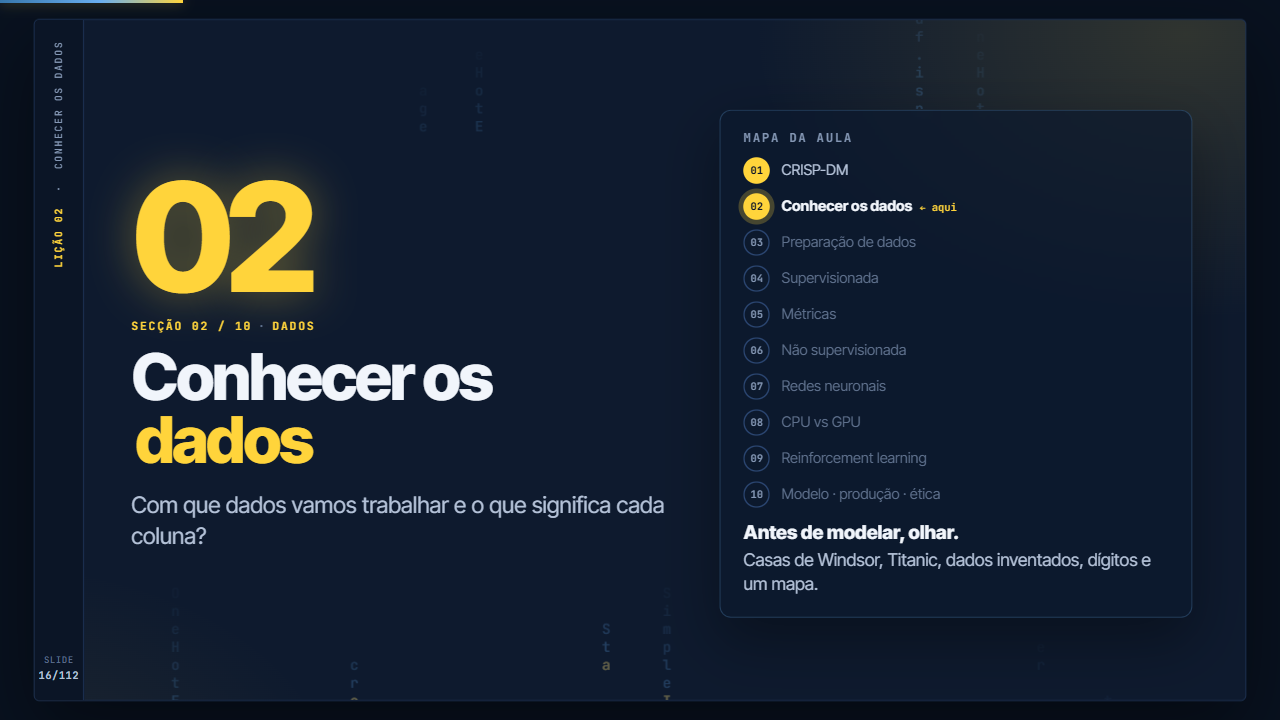 LIÇÃO 02 · CONHECER OS DADOS
SLIDE
16/112
02
SECÇÃO 02 / 10 · DADOS
Conhecer os
dados
Com que dados vamos trabalhar e o que significa cada
coluna?
MAPA DA AULA
01 CRISP-DM
02 Conhecer os dados ← aqui
03 Preparação de dados
04 Supervisionada
05 Métricas
06 Não supervisionada
07 Redes neuronais
08 CPU vs GPU
09 Reinforcement learning
10 Modelo · produção · ética
Antes de modelar, olhar.
Casas de Windsor, Titanic, dados inventados, dígitos e
um mapa.